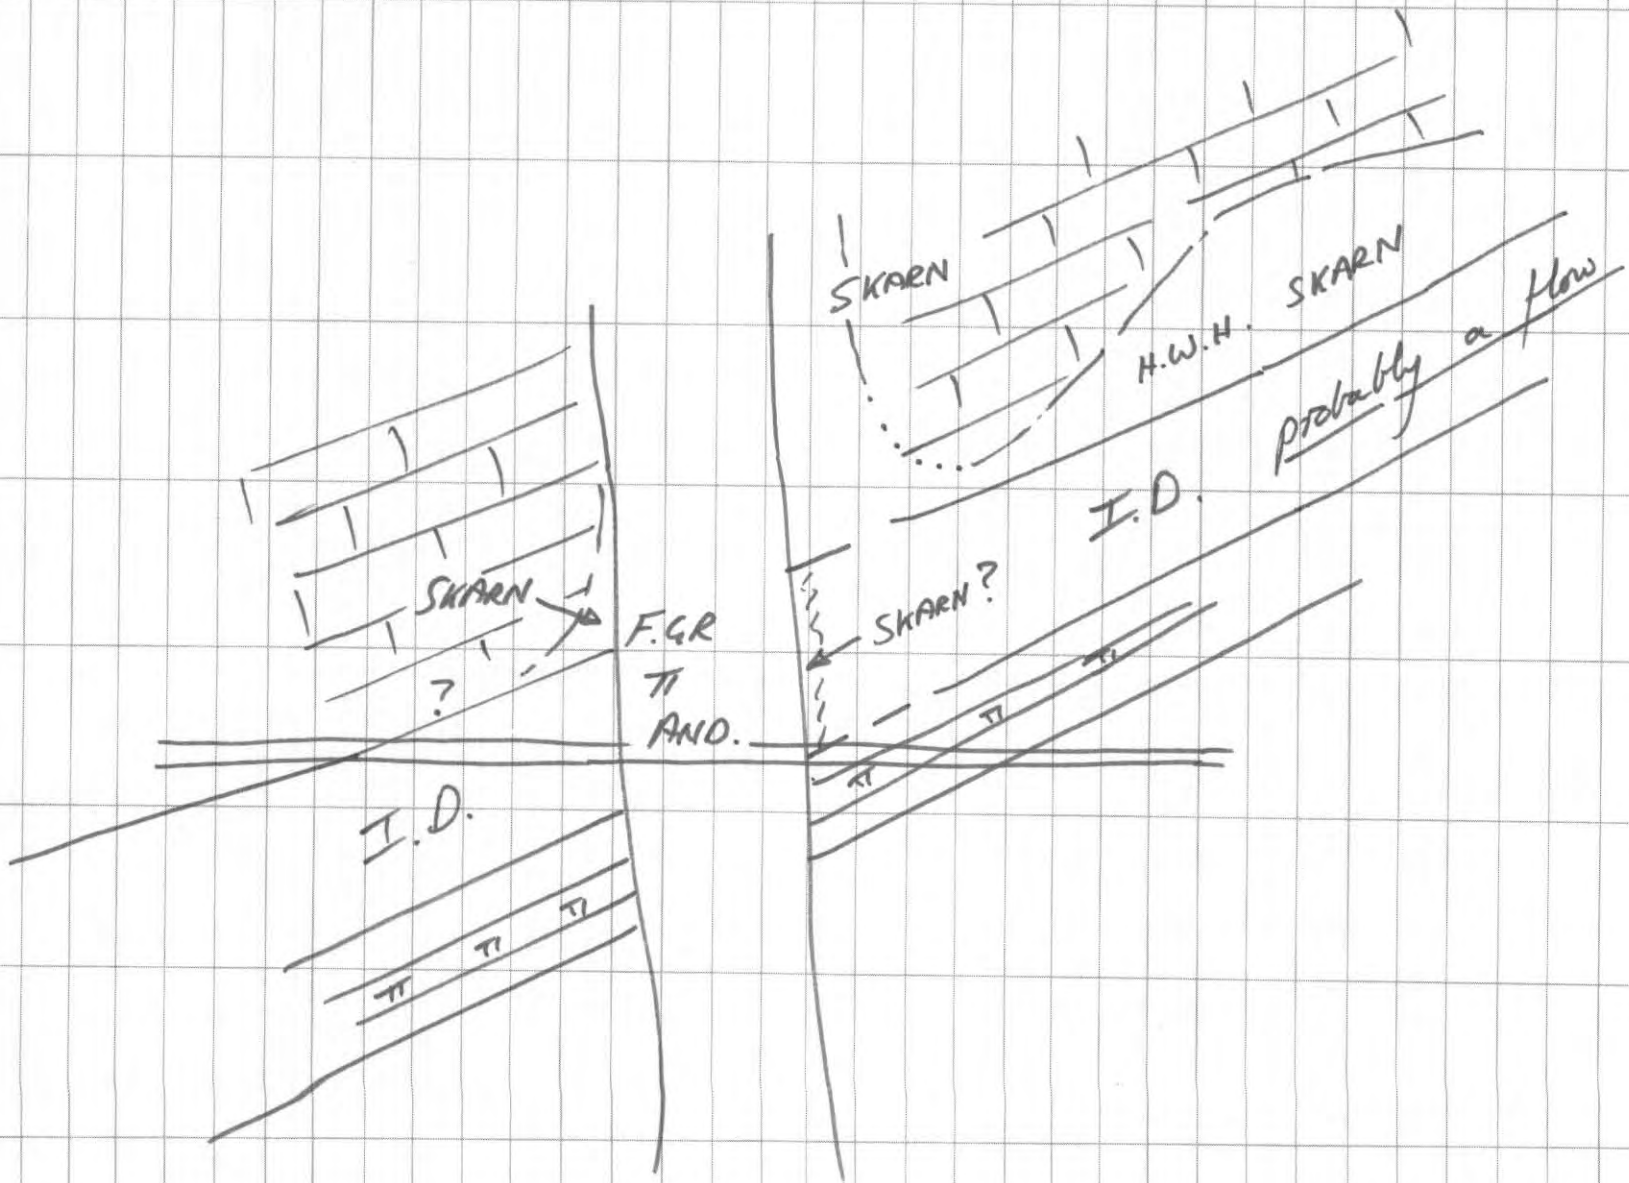 SKARN
H.W.H. SKARN
probably a flow
I.D.
SKARN
SKARN?
F.GR
π
AND.
?
I.D.
π
π
π
π
π
π